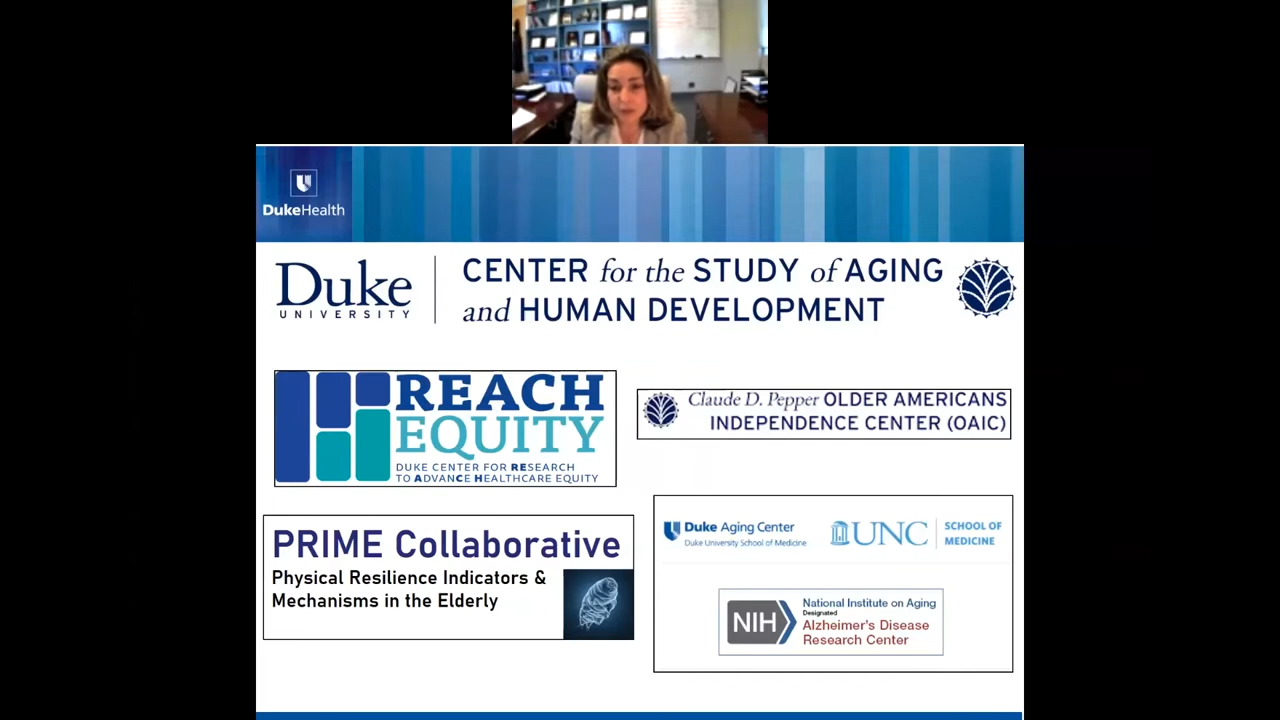 DukeHealth
Duke
UNIVERSITY
CENTER for the STUDY of AGING
and HUMAN DEVELOPMENT
REACH
EQUITY
DUKE CENTER FOR RESEARCH
TO ADVANCE HEALTHCARE EQUITY
Claude D. Pepper OLDER AMERICANS
INDEPENDENCE CENTER (OAIC)
PRIME Collaborative
Physical Resilience Indicators &
Mechanisms in the Elderly
Duke Aging Center
Duke University School of Medicine
UNC
SCHOOL OF
MEDICINE
NIH
National Institute on Aging
Designated
Alzheimer's Disease
Research Center